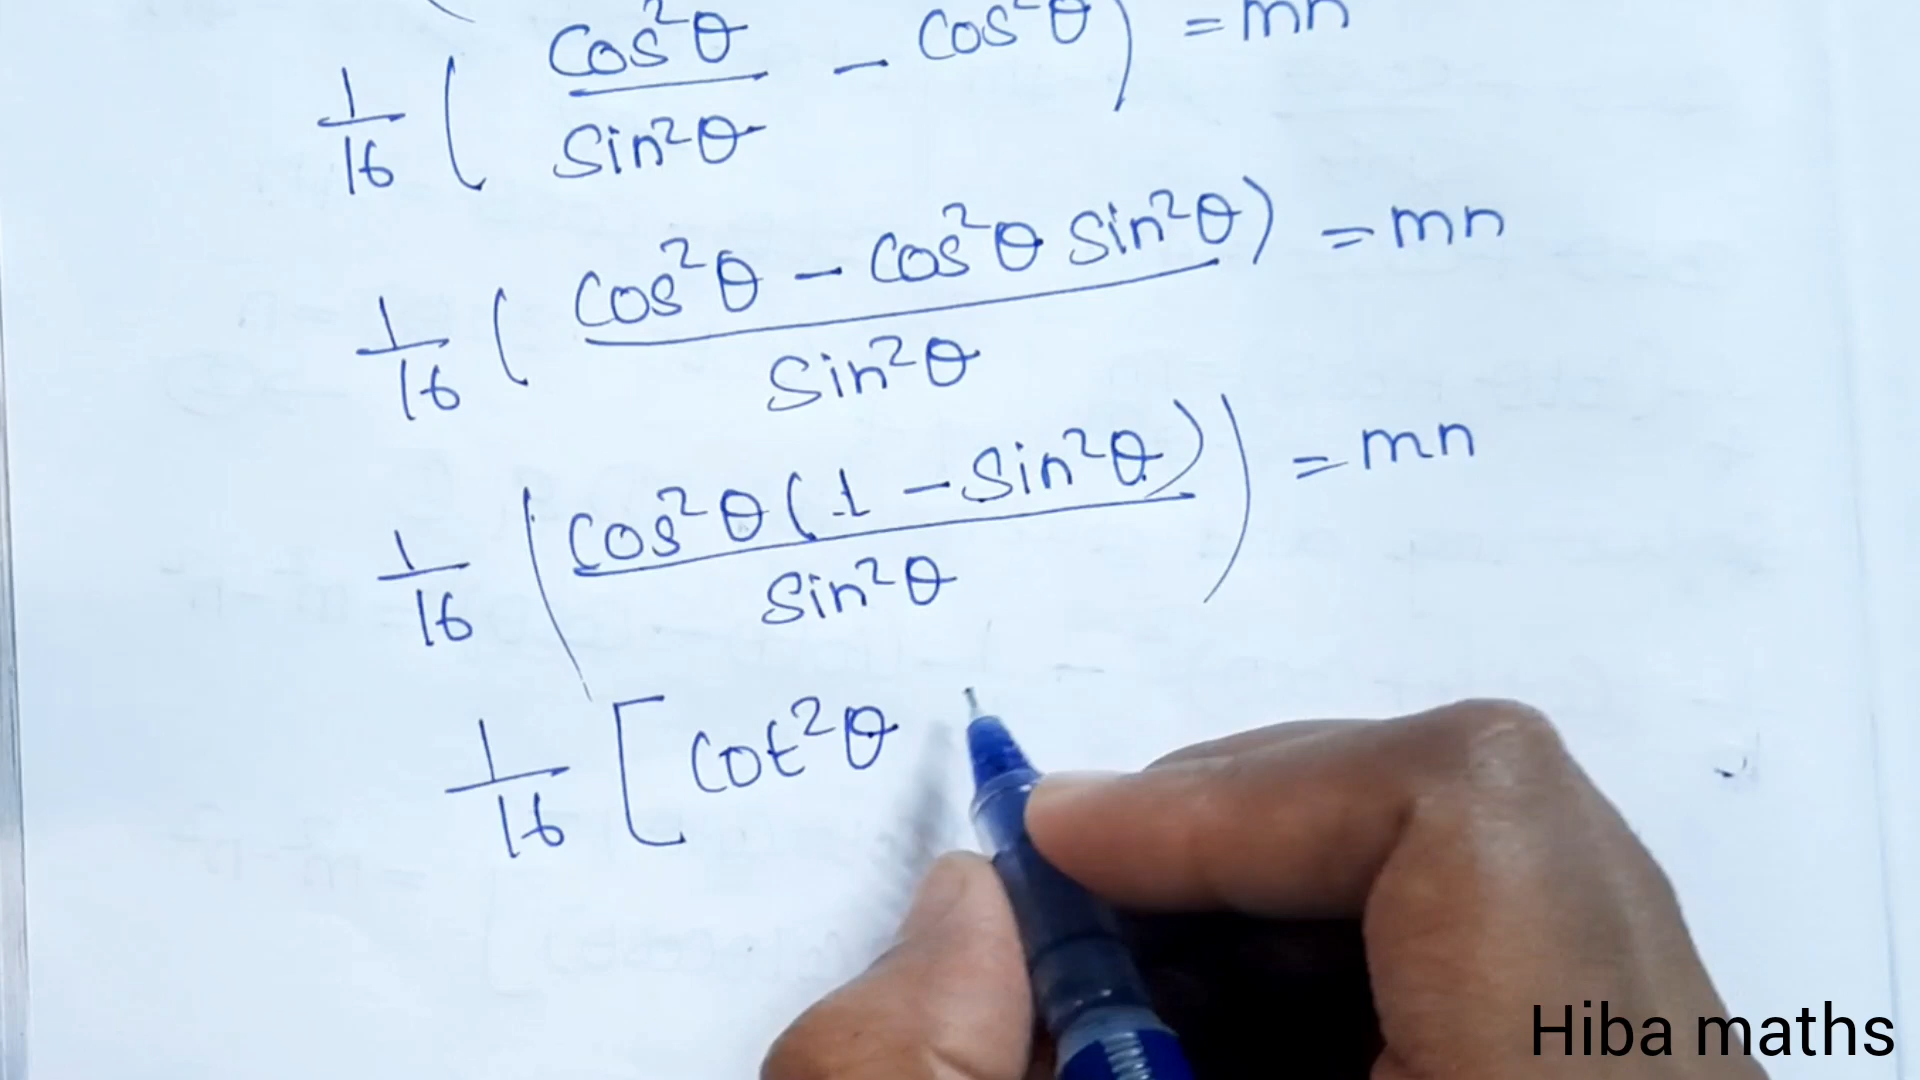 1/16 ( cos²θ/sin²θ − cos²θ ) = mn
1/16 ( cos²θ − cos²θ sin²θ / sin²θ ) = mn
1/16 ( cos²θ ( 1 − sin²θ ) / sin²θ ) = mn
1/16 [ cot²θ
Hiba maths